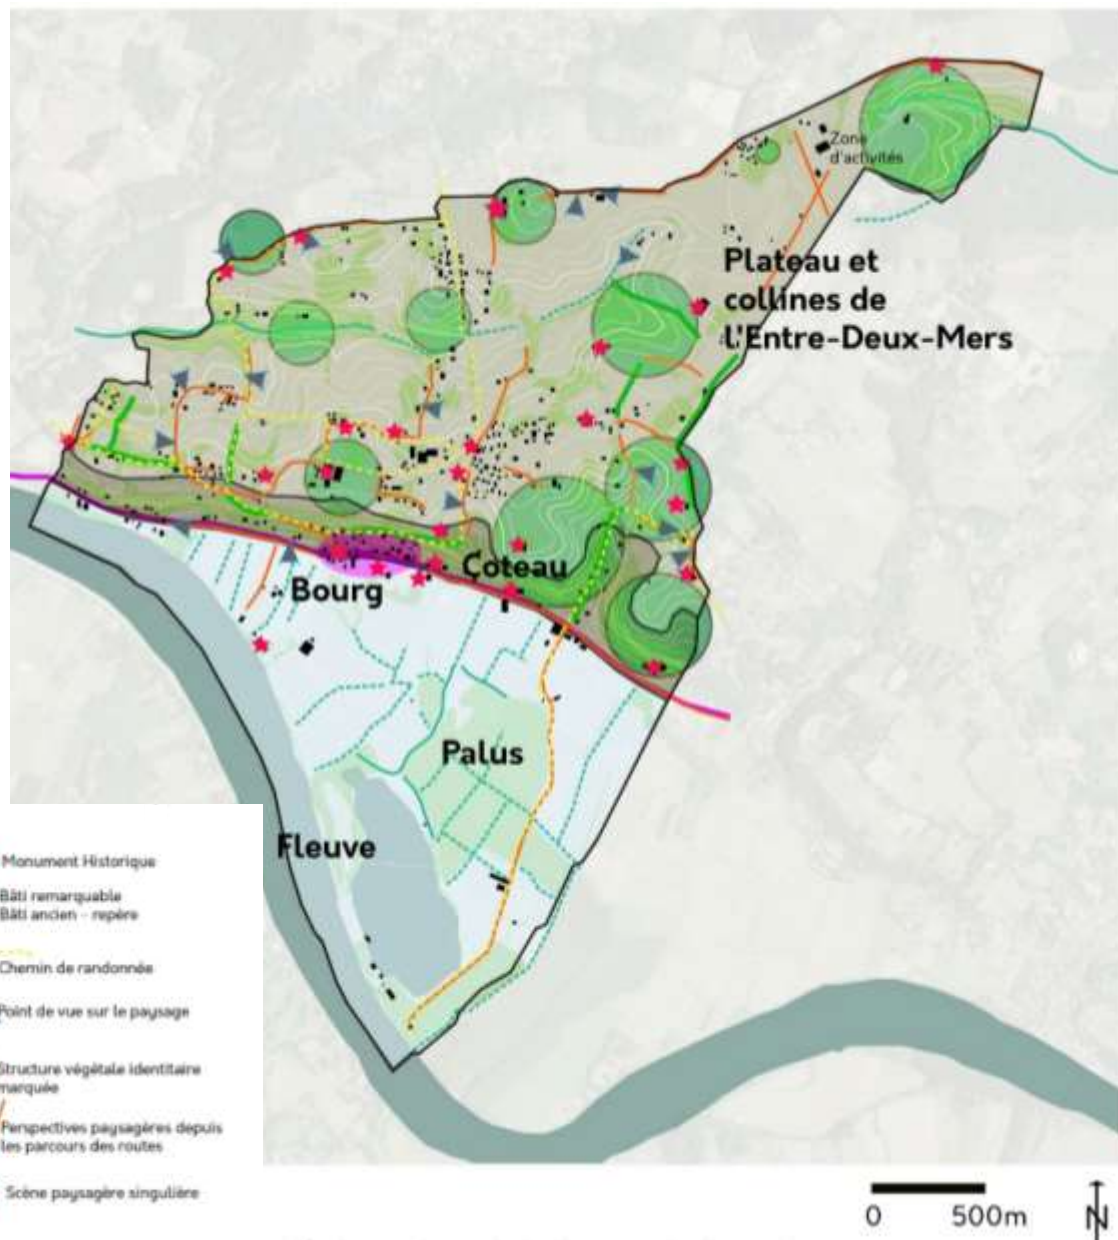 Zone
d'activités
Plateau et
collines de
l'Entre-Deux-Mers
Coteau
Bourg
Palus
Fleuve
Monument Historique
Bâti remarquable
Bâti ancien - repère
Chemin de randonnée
Point de vue sur le paysage
Structure végétale identitaire
marquée
Perspectives paysagères depuis
les parcours des routes
Scène paysagère singulière
0 500m
N